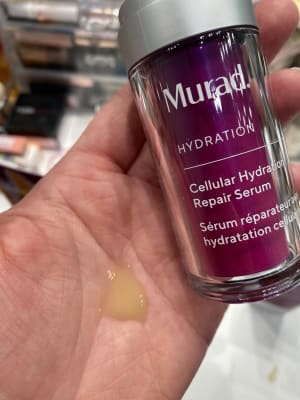 Murad.
HYDRATION
Cellular Hydration
Repair Serum
Sérum réparateur
hydratation